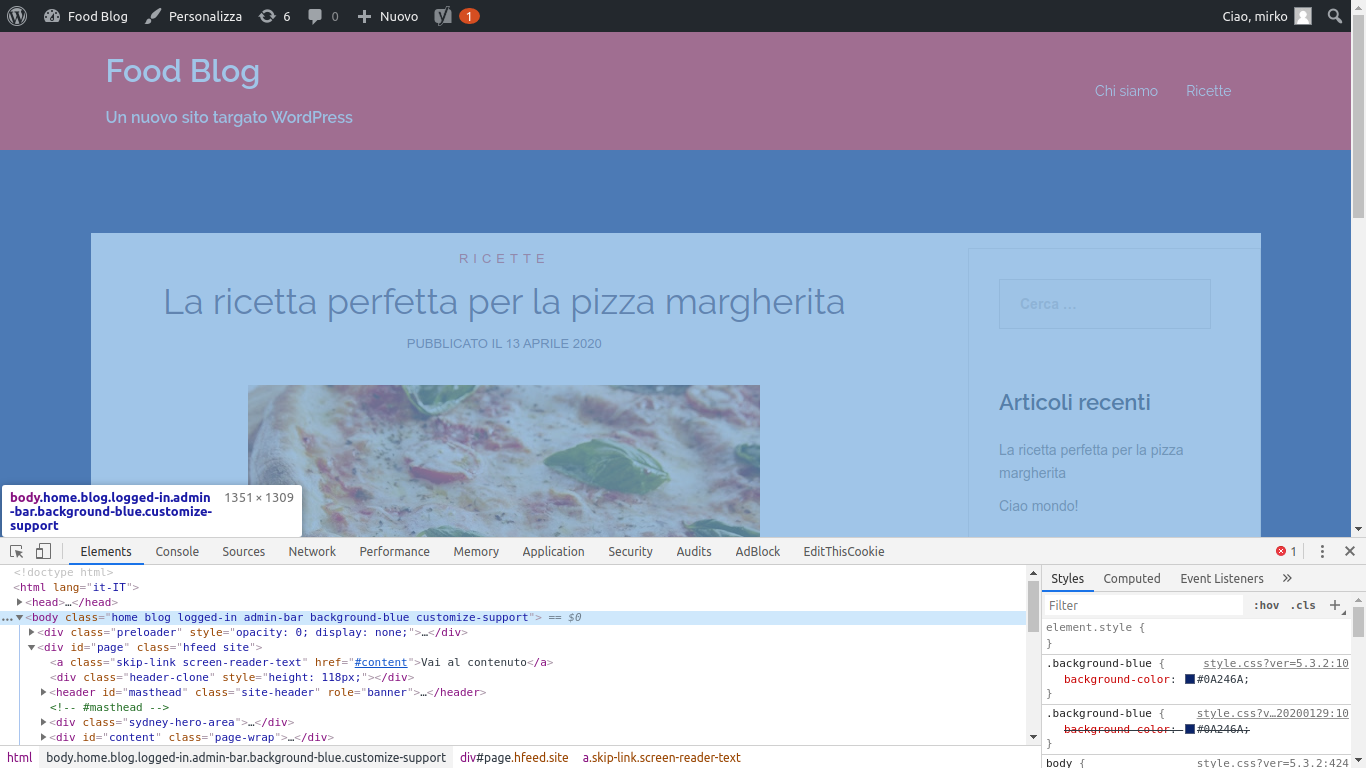 Food Blog Personalizza 6 0 Nuovo 1 Ciao, mirko
Food Blog
Un nuovo sito targato WordPress
Chi siamo Ricette
RICETTE
La ricetta perfetta per la pizza margherita
PUBBLICATO IL 13 APRILE 2020
Cerca …
Articoli recenti
La ricetta perfetta per la pizza
margherita
Ciao mondo!
body.home.blog.logged-in.admin 1351 × 1309
-bar.background-blue.customize-
support
Elements Console Sources Network Performance Memory Application Security Audits AdBlock EditThisCookie 1
<!doctype html>
<html lang="it-IT">
<head>…</head>
…<body class="home blog logged-in admin-bar background-blue customize-support"> == $0
<div class="preloader" style="opacity: 0; display: none;">…</div>
<div id="page" class="hfeed site">
<a class="skip-link screen-reader-text" href="#content">Vai al contenuto</a>
<div class="header-clone" style="height: 118px;"></div>
<header id="masthead" class="site-header" role="banner">…</header>
<!-- #masthead -->
<div class="sydney-hero-area">…</div>
<div id="content" class="page-wrap">…</div>
html body.home.blog.logged-in.admin-bar.background-blue.customize-support div#page.hfeed.site a.skip-link.screen-reader-text
Styles Computed Event Listeners »
Filter :hov .cls +
element.style {
}
.background-blue { style.css?ver=5.3.2:10
background-color: #0A246A;
}
.background-blue { style.css?v…20200129:10
background-color: #0A246A;
}
body { style.css?ver=5.3.2:424